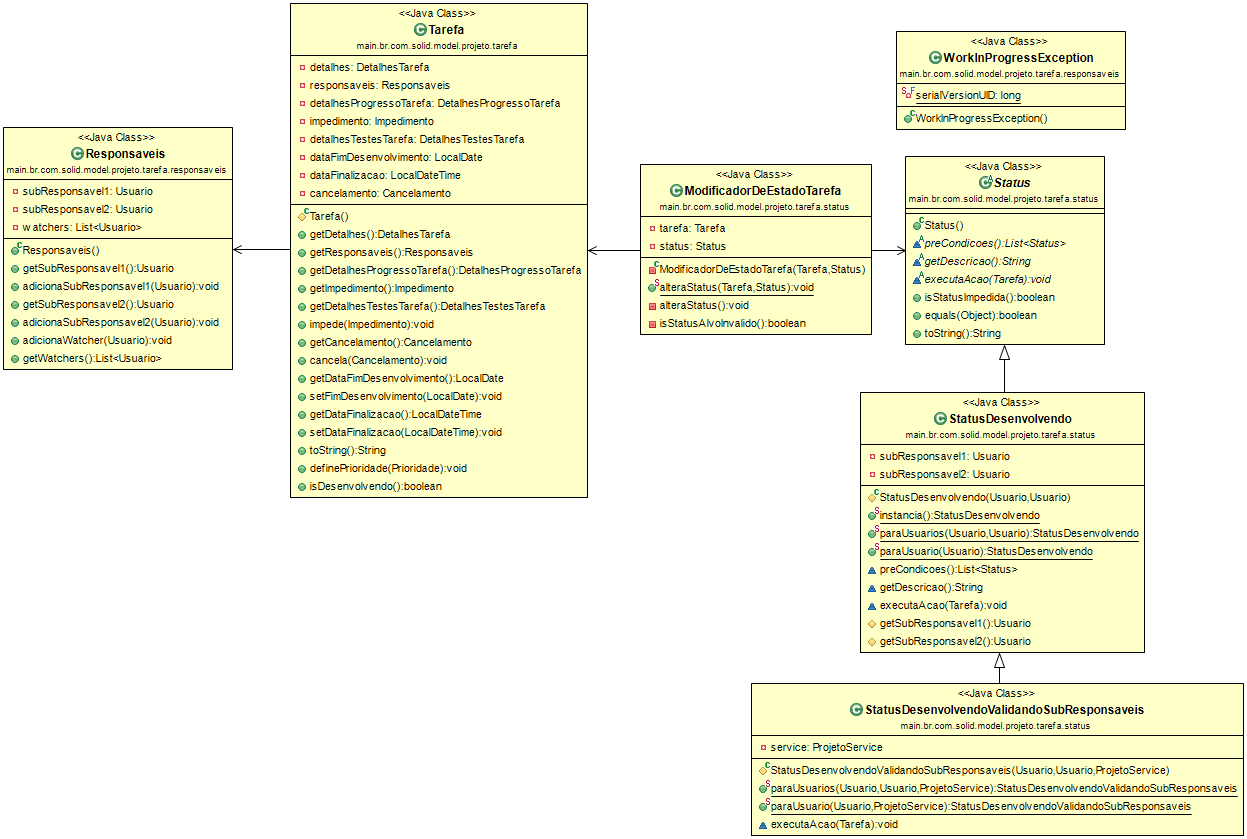 <<Java Class>>
Tarefa
main.br.com.solid.model.projeto.tarefa
detalhes: DetalhesTarefa
responsaveis: Responsaveis
detalhesProgressoTarefa: DetalhesProgressoTarefa
impedimento: Impedimento
detalhesTestesTarefa: DetalhesTestesTarefa
dataFimDesenvolvimento: LocalDate
dataFinalizacao: LocalDateTime
cancelamento: Cancelamento
Tarefa()
getDetalhes():DetalhesTarefa
getResponsaveis():Responsaveis
getDetalhesProgressoTarefa():DetalhesProgressoTarefa
getImpedimento():Impedimento
getDetalhesTestesTarefa():DetalhesTestesTarefa
impede(Impedimento):void
getCancelamento():Cancelamento
cancela(Cancelamento):void
getDataFimDesenvolvimento():LocalDate
setFimDesenvolvimento(LocalDate):void
getDataFinalizacao():LocalDateTime
setDataFinalizacao(LocalDateTime):void
toString():String
definePrioridade(Prioridade):void
isDesenvolvendo():boolean
<<Java Class>>
WorkInProgressException
main.br.com.solid.model.projeto.tarefa.responsaveis
serialVersionUID: long
WorkInProgressException()
<<Java Class>>
Responsaveis
main.br.com.solid.model.projeto.tarefa.responsaveis
subResponsavel1: Usuario
subResponsavel2: Usuario
watchers: List<Usuario>
Responsaveis()
getSubResponsavel1():Usuario
adicionaSubResponsavel1(Usuario):void
getSubResponsavel2():Usuario
adicionaSubResponsavel2(Usuario):void
adicionaWatcher(Usuario):void
getWatchers():List<Usuario>
<<Java Class>>
ModificadorDeEstadoTarefa
main.br.com.solid.model.projeto.tarefa.status
tarefa: Tarefa
status: Status
ModificadorDeEstadoTarefa(Tarefa,Status)
alteraStatus(Tarefa,Status):void
alteraStatus():void
isStatusAlvoInvalido():boolean
<<Java Class>>
Status
main.br.com.solid.model.projeto.tarefa.status
Status()
preCondicoes():List<Status>
getDescricao():String
executaAcao(Tarefa):void
isStatusImpedida():boolean
equals(Object):boolean
toString():String
<<Java Class>>
StatusDesenvolvendo
main.br.com.solid.model.projeto.tarefa.status
subResponsavel1: Usuario
subResponsavel2: Usuario
StatusDesenvolvendo(Usuario,Usuario)
instancia():StatusDesenvolvendo
paraUsuarios(Usuario,Usuario):StatusDesenvolvendo
paraUsuario(Usuario):StatusDesenvolvendo
preCondicoes():List<Status>
getDescricao():String
executaAcao(Tarefa):void
getSubResponsavel1():Usuario
getSubResponsavel2():Usuario
<<Java Class>>
StatusDesenvolvendoValidandoSubResponsaveis
main.br.com.solid.model.projeto.tarefa.status
service: ProjetoService
StatusDesenvolvendoValidandoSubResponsaveis(Usuario,Usuario,ProjetoService)
paraUsuarios(Usuario,Usuario,ProjetoService):StatusDesenvolvendoValidandoSubResponsaveis
paraUsuario(Usuario,ProjetoService):StatusDesenvolvendoValidandoSubResponsaveis
executaAcao(Tarefa):void